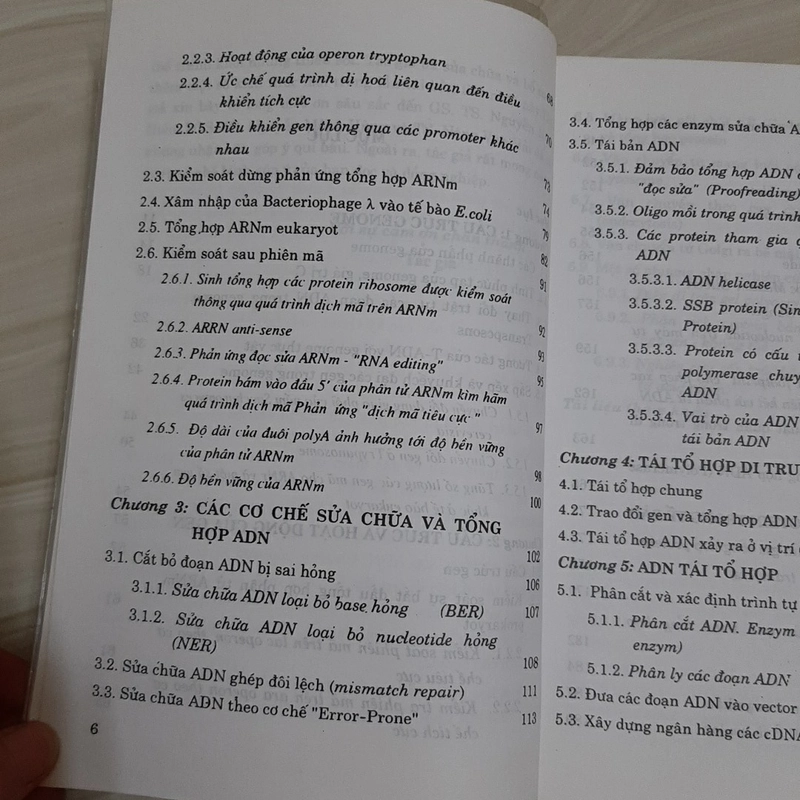 2.2.3. Hoạt động của operon tryptophan
2.2.4. Ức chế quá trình dị hoá liên quan đến điều 68
khiển tích cực
2.2.5. Điều khiển gen thông qua các promoter khác 70
nhau
2.3. Kiểm soát dừng phản ứng tổng hợp ARNm 73
2.4. Xâm nhập của Bacteriophage λ vào tế bào E.coli 74
2.5. Tổng hợp ARNm eukaryot 79
2.6. Kiểm soát sau phiên mã 82
2.6.1. Sinh tổng hợp các protein ribosome được kiểm soát 91
thông qua quá trình dịch mã trên ARNm
2.6.2. ARRN anti-sense 92
2.6.3. Phản ứng đọc sửa ARNm - "RNA editing" 93
2.6.4. Protein bám vào đầu 5' của phân tử ARNm kìm hãm 95
quá trình dịch mã Phản ứng "dịch mã tiêu cực"
2.6.5. Độ dài của đuôi polyA ảnh hưởng tới độ bền vững 97
của phân tử ARNm
2.6.6. Độ bền vững của ARNm 98
Chương 3: CÁC CƠ CHẾ SỬA CHỮA VÀ TỔNG 100
HỢP ADN
3.1. Cắt bỏ đoạn ADN bị sai hỏng 102
3.1.1. Sửa chữa ADN loại bỏ base hỏng (BER) 106
3.1.2. Sửa chữa ADN loại bỏ nucleotide hỏng 107
(NER)
3.2. Sửa chữa ADN ghép đôi lệch (mismatch repair) 108
3.3. Sửa chữa ADN theo cơ chế "Error-Prone" 111
113
6
3.4. Tổng hợp các enzym sửa chữa
3.5. Tái bản ADN
3.5.1. Đảm bảo tổng hợp ADN
"đọc sửa" (Proofreading)
3.5.2. Oligo mồi trong quá trình
3.5.3. Các protein tham gia
ADN
3.5.3.1. ADN helicase
3.5.3.2. SSB protein (Sin
Protein)
3.5.3.3. Protein có cấu
polymerase chuy
ADN
3.5.3.4. Vai trò của ADN
tái bản ADN
Chương 4: TÁI TỔ HỢP DI TRU
4.1. Tái tổ hợp chung
4.2. Trao đổi gen và tổng hợp ADN
4.3. Tái tổ hợp ADN xảy ra ở vị trí
Chương 5: ADN TÁI TỔ HỢP
5.1. Phân cắt và xác định trình tự
5.1.1. Phân cắt ADN. Enzym
enzym)
5.1.2. Phân ly các đoạn ADN
5.2. Đưa các đoạn ADN vào vector
5.3. Xây dựng ngân hàng các cDNA